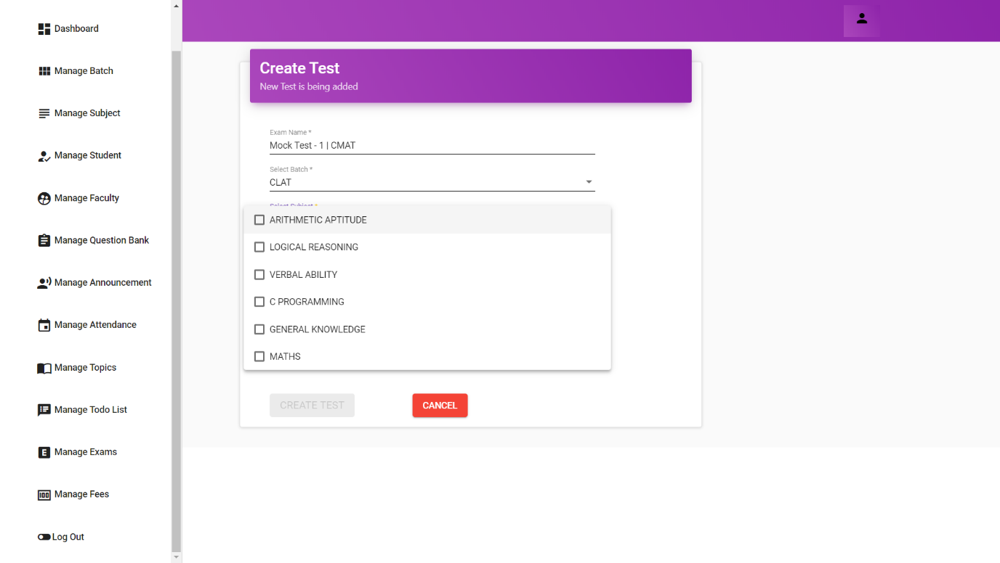 Dashboard
Manage Batch
Manage Subject
Manage Student
Manage Faculty
Manage Question Bank
Manage Announcement
Manage Attendance
Manage Topics
Manage Todo List
Manage Exams
Manage Fees
Log Out
Create Test
New Test is being added
Exam Name *
Mock Test - 1 | CMAT
Select Batch *
CLAT
Select Subject *
ARITHMETIC APTITUDE
LOGICAL REASONING
VERBAL ABILITY
C PROGRAMMING
GENERAL KNOWLEDGE
MATHS
CREATE TEST
CANCEL